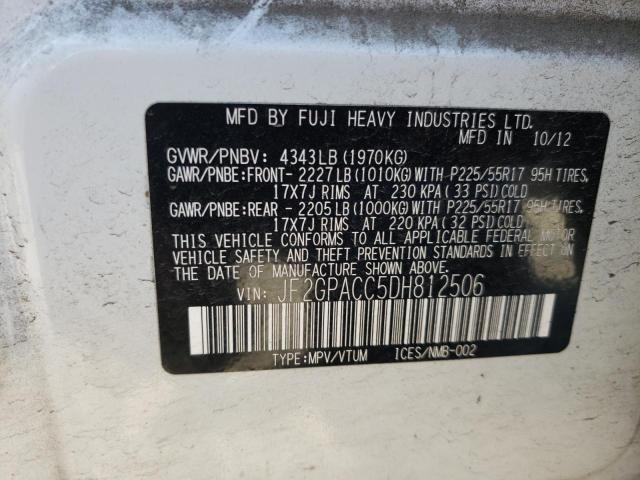 MFD BY FUJI HEAVY INDUSTRIES LTD.
MFD IN 10/12
GVWR/PNBV: 4343LB (1970KG)
GAWR/PNBE:FRONT- 2227LB (1010KG) WITH P225/55R17 95H TIRES,
17X7J RIMS AT 230 KPA (33 PSI) COLD
GAWR/PNBE:REAR - 2205LB (1000KG) WITH P225/55R17 95H TIRES,
17X7J RIMS AT 220 KPA (32 PSI) COLD
THIS VEHICLE CONFORMS TO ALL APPLICABLE FEDERAL MOTOR
VEHICLE SAFETY AND THEFT PREVENTION STANDARDS IN EFFECT ON
THE DATE OF MANUFACTURE SHOWN ABOVE.
VIN: JF2GPACC5DH812506
TYPE:MPV/VTUM ICES/NMB-002